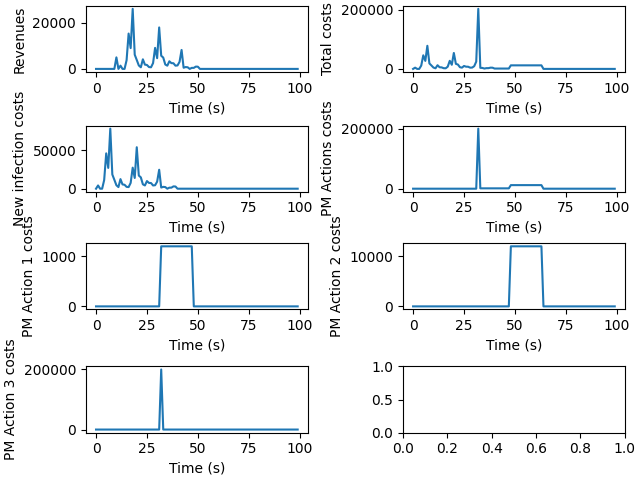 Revenues
20000
0
0 25 50 75 100
Time (s)
Total costs
200000
0
0 25 50 75 100
Time (s)
New infection costs
50000
0
0 25 50 75 100
Time (s)
PM Actions costs
200000
0
0 25 50 75 100
Time (s)
PM Action 1 costs
1000
0
0 25 50 75 100
Time (s)
PM Action 2 costs
10000
0
0 25 50 75 100
Time (s)
PM Action 3 costs
200000
0
0 25 50 75 100
Time (s)
1.0
0.5
0.0
0.0 0.2 0.4 0.6 0.8 1.0